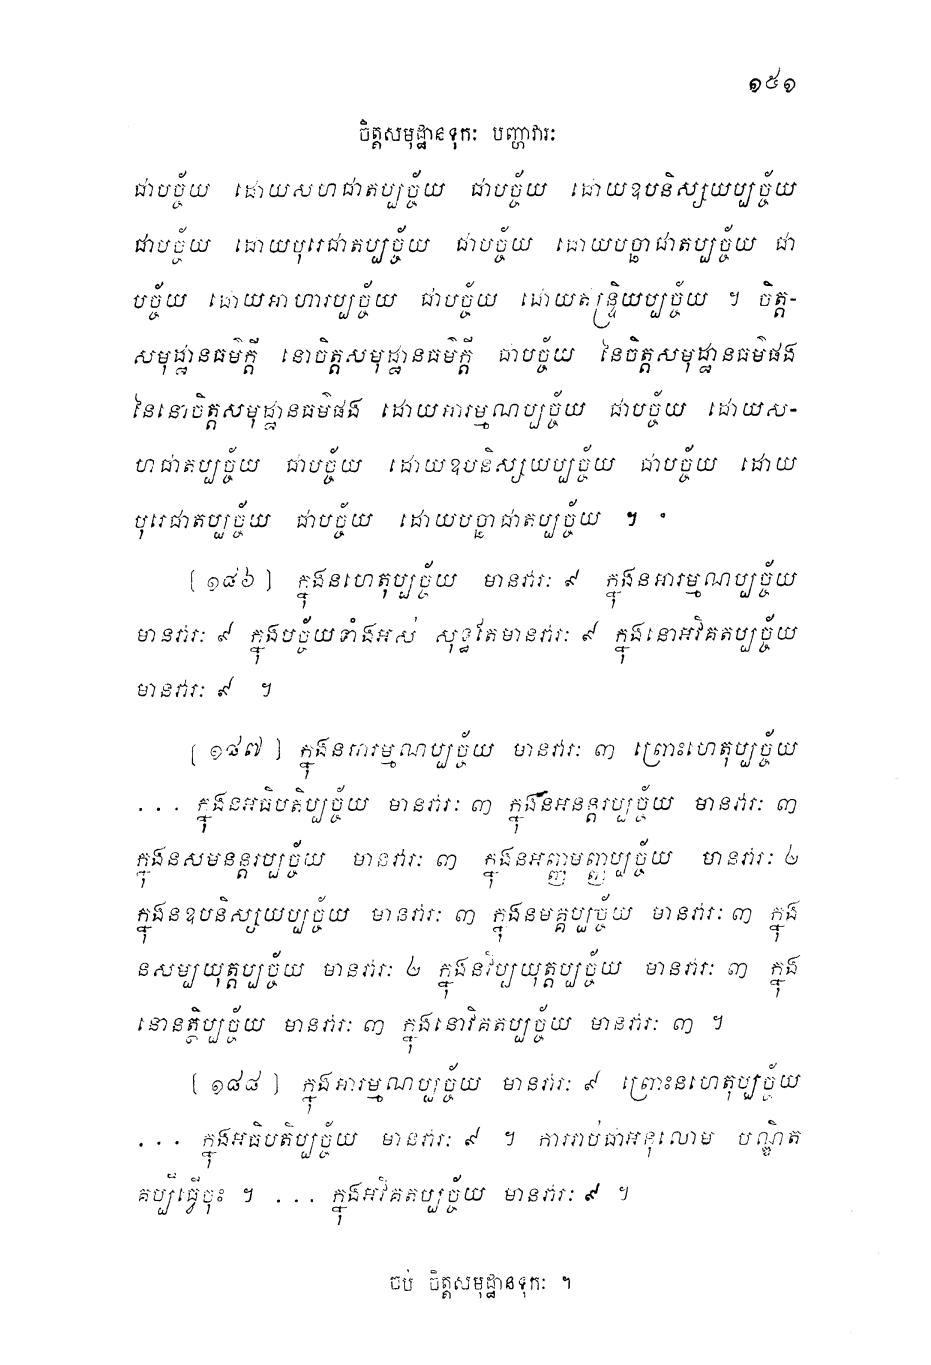 ១៥១
ចិត្តសមុដ្ឋានទុកៈ បញ្ហាវារៈ
ជាបច្ច័យ ដោយសហជាតប្បច្ច័យ ជាបច្ច័យ ដោយឧបនិស្សយប្បច្ច័យ
ជាបច្ច័យ ដោយបុរេជាតប្បច្ច័យ ជាបច្ច័យ ដោយបច្ឆាជាតប្បច្ច័យ ជា
បច្ច័យ ដោយអាហារប្បច្ច័យ ជាបច្ច័យ ដោយឥន្ទ្រិយប្បច្ច័យ ។ ចិត្ត-
សមុដ្ឋានធម៌ក្តី នោចិត្តសមុដ្ឋានធម៌ក្តី ជាបច្ច័យ នៃចិត្តសមុដ្ឋានធម៌ផង
នៃនោចិត្តសមុដ្ឋានធម៌ផង ដោយអារម្មណប្បច្ច័យ ជាបច្ច័យ ដោយស-
ហជាតប្បច្ច័យ ជាបច្ច័យ ដោយឧបនិស្សយប្បច្ច័យ ជាបច្ច័យ ដោយ
បុរេជាតប្បច្ច័យ ជាបច្ច័យ ដោយបច្ឆាជាតប្បច្ច័យ ។
[ ១៨៦ ] ក្នុងនហេតុប្បច្ច័យ មានវារៈ ៩ ក្នុងនអារម្មណប្បច្ច័យ
មានវារៈ ៩ ក្នុងបច្ច័យទាំងអស់ សុទ្ធតែមានវារៈ ៩ ក្នុងនោអវិគតប្បច្ច័យ
មានវារៈ ៩ ។
[ ១៨៧ ] ក្នុងនអារម្មណប្បច្ច័យ មានវារៈ ៣ ព្រោះហេតុប្បច្ច័យ
... ក្នុងនអធិបតិប្បច្ច័យ មានវារៈ ៣ ក្នុងនអនន្តរប្បច្ច័យ មានវារៈ ៣
ក្នុងនសមនន្តរប្បច្ច័យ មានវារៈ ៣ ក្នុងនអញ្ញមញ្ញប្បច្ច័យ មានវារៈ ២
ក្នុងនឧបនិស្សយប្បច្ច័យ មានវារៈ ៣ ក្នុងនមគ្គប្បច្ច័យ មានវារៈ ៣ ក្នុង
នសម្បយុត្តប្បច្ច័យ មានវារៈ ២ ក្នុងនវិប្បយុត្តប្បច្ច័យ មានវារៈ ៣ ក្នុង
នោនត្ថិប្បច្ច័យ មានវារៈ ៣ ក្នុងនោវិគតប្បច្ច័យ មានវារៈ ៣ ។
[ ១៨៨ ] ក្នុងអារម្មណប្បច្ច័យ មានវារៈ ៩ ព្រោះនហេតុប្បច្ច័យ
... ក្នុងអធិបតិប្បច្ច័យ មានវារៈ ៩ ។ ការរាប់ជាអនុលោម បណ្ឌិត
គប្បីធ្វើចុះ ។ ... ក្នុងអវិគតប្បច្ច័យ មានវារៈ ៩ ។
ចប់ ចិត្តសមុដ្ឋានទុកៈ ។